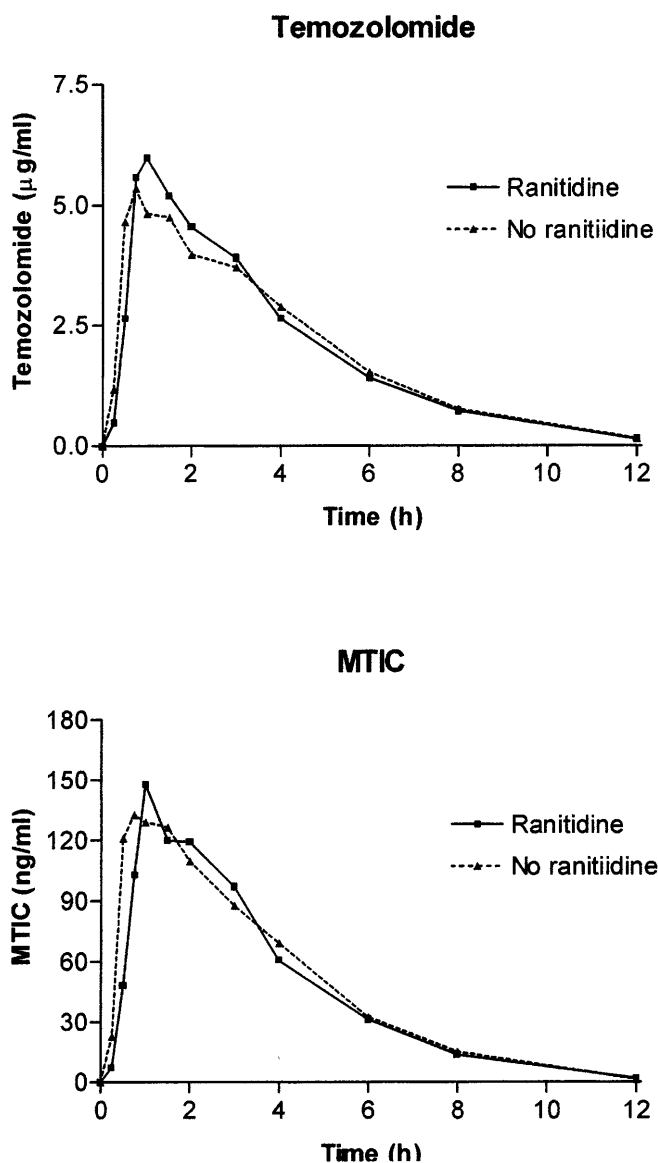 Temozolomide
7.5
5.0
2.5
0.0
Temozolomide (μg/ml)
Ranitidine
No ranitiidine
0 2 4 6 8 10 12
Time (h)
MTIC
180
150
120
90
60
30
0
MTIC (ng/ml)
Ranitidine
No ranitiidine
0 2 4 6 8 10 12
Time (h)